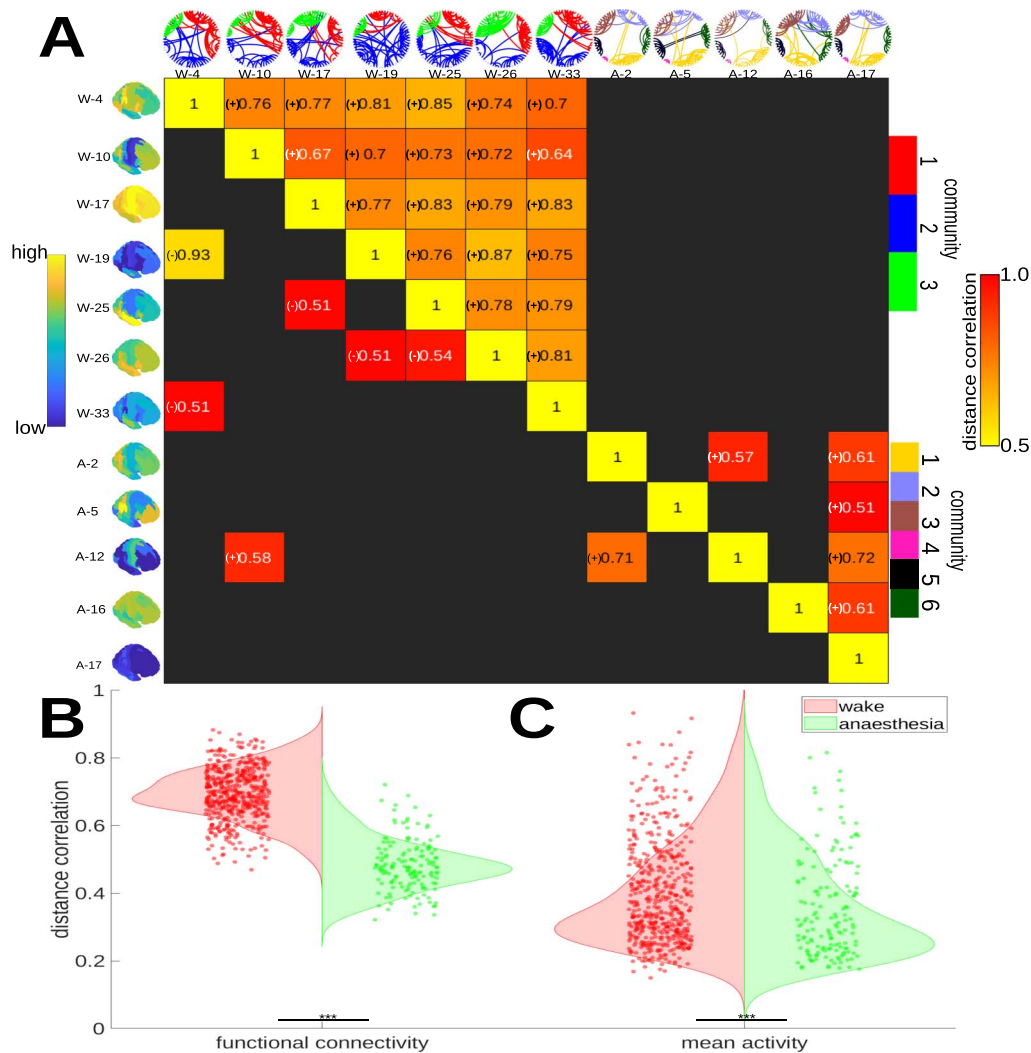 A
W-4 W-10 W-17 W-19 W-25 W-26 W-33 A-2 A-5 A-12 A-16 A-17
W-4 1 (+)0.76 (+)0.77 (+)0.81 (+)0.85 (+)0.74 (+)0.7
W-10 1 (+)0.67 (+)0.7 (+)0.73 (+)0.72 (+)0.64
W-17 1 (+)0.77 (+)0.83 (+)0.79 (+)0.83
W-19 (-)0.93 1 (+)0.76 (+)0.87 (+)0.75
W-25 (-)0.51 1 (+)0.78 (+)0.79
W-26 (-)0.51 (-)0.54 1 (+)0.81
W-33 (-)0.51 1
A-2 1 (+)0.57 (+)0.61
A-5 1 (+)0.51
A-12 (+)0.58 (+)0.71 1 (+)0.72
A-16 1 (+)0.61
A-17 1
high
low
1 2 3
community
1.0
distance correlation
0.5
1 2 3 4 5 6
community
B
C
wake
anaesthesia
1
0.8
0.6
0.4
0.2
0
distance correlation
*** ***
functional connectivity mean activity